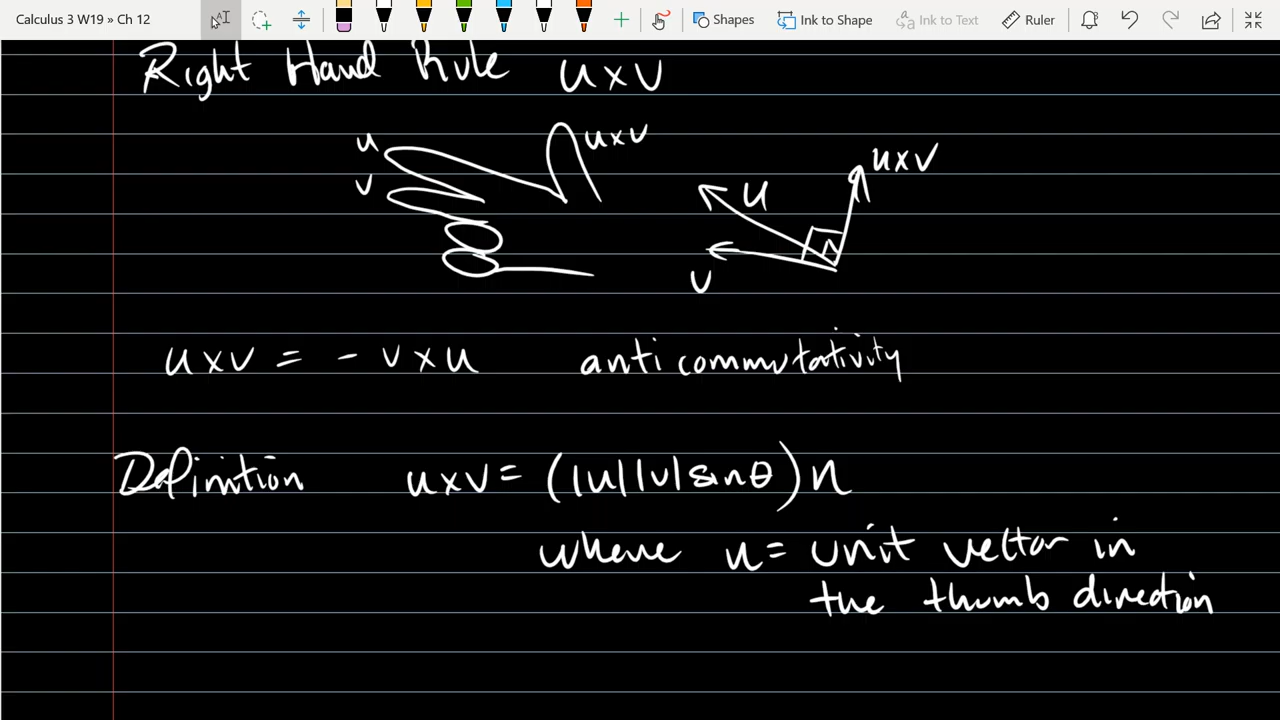 Calculus 3 W19 » Ch 12
Shapes Ink to Shape Ink to Text Ruler
Right Hand Rule u×v
u
v
u×v
u
v
u×v
u×v = - v×u anticommutativity
Definition u×v = (|u||v|sinθ)n
where n = unit vector in
the thumb direction